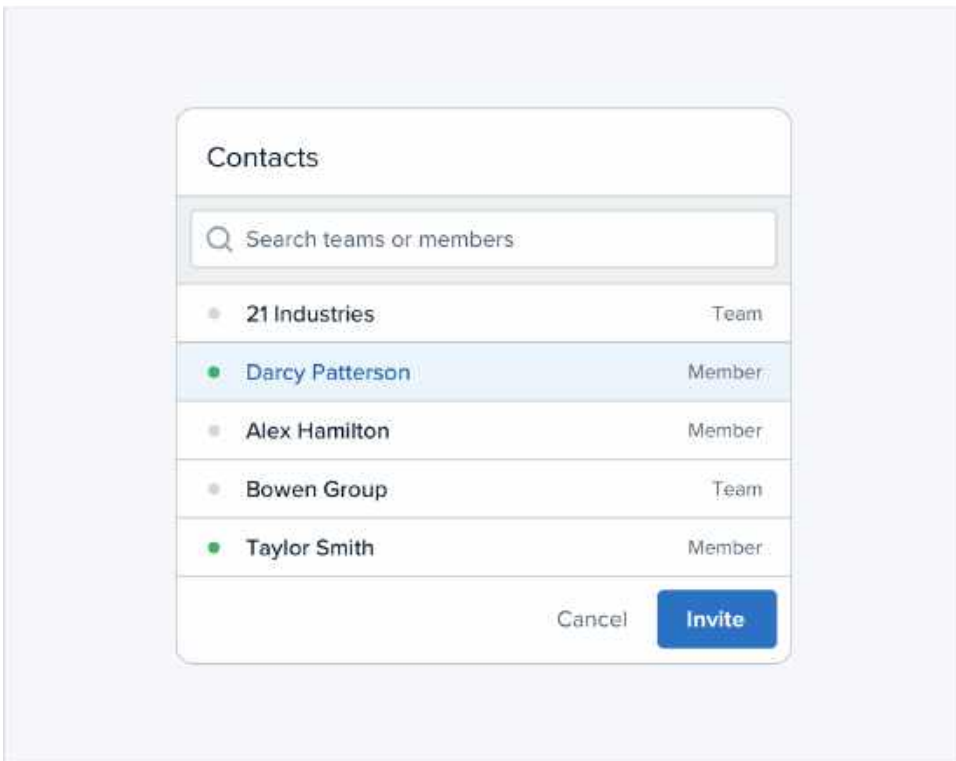 Contacts
Search teams or members
21 Industries Team
Darcy Patterson Member
Alex Hamilton Member
Bowen Group Team
Taylor Smith Member
Cancel Invite